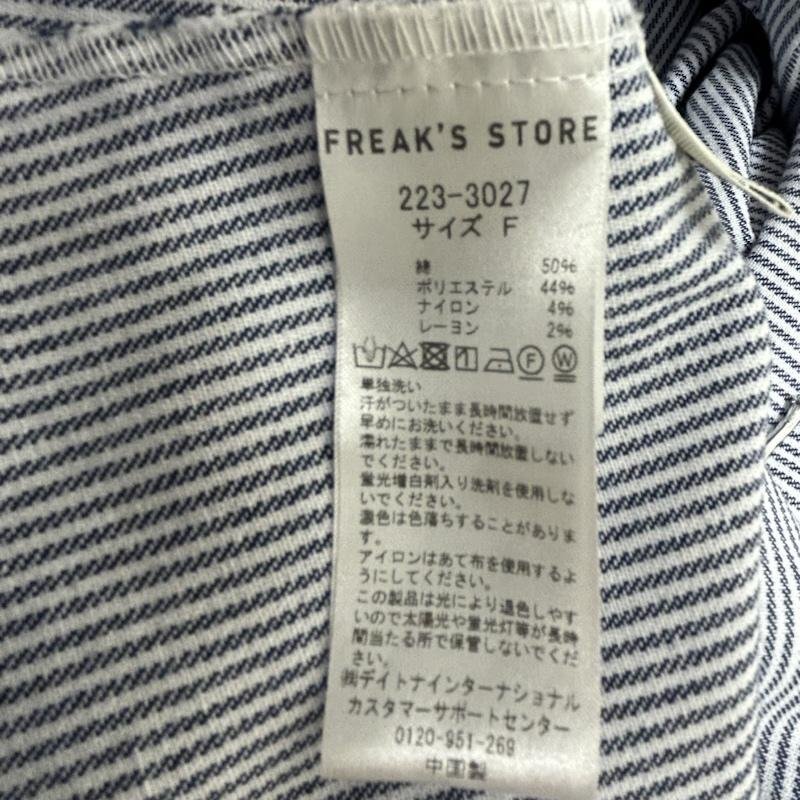 FREAK'S STORE
223-3027
サイズ F
綿 50%
ポリエステル 44%
ナイロン 4%
レーヨン 2%
F W
単独洗い
汗がついたまま長時間放置せず
早めにお洗いください。
濡れたままで長時間放置しない
でください。
蛍光増白剤入り洗剤を使用しな
いでください。
濃色は色落ちすることがありま
す。
アイロンはあて布を使用するよ
うにしてください。
この製品は光により退色しやす
いので太陽光や蛍光灯等が長時
間当たる所で保管しないでくだ
さい。
㈱デイトナインターナショナル
カスタマーサポートセンター
0120-951-269
中国製